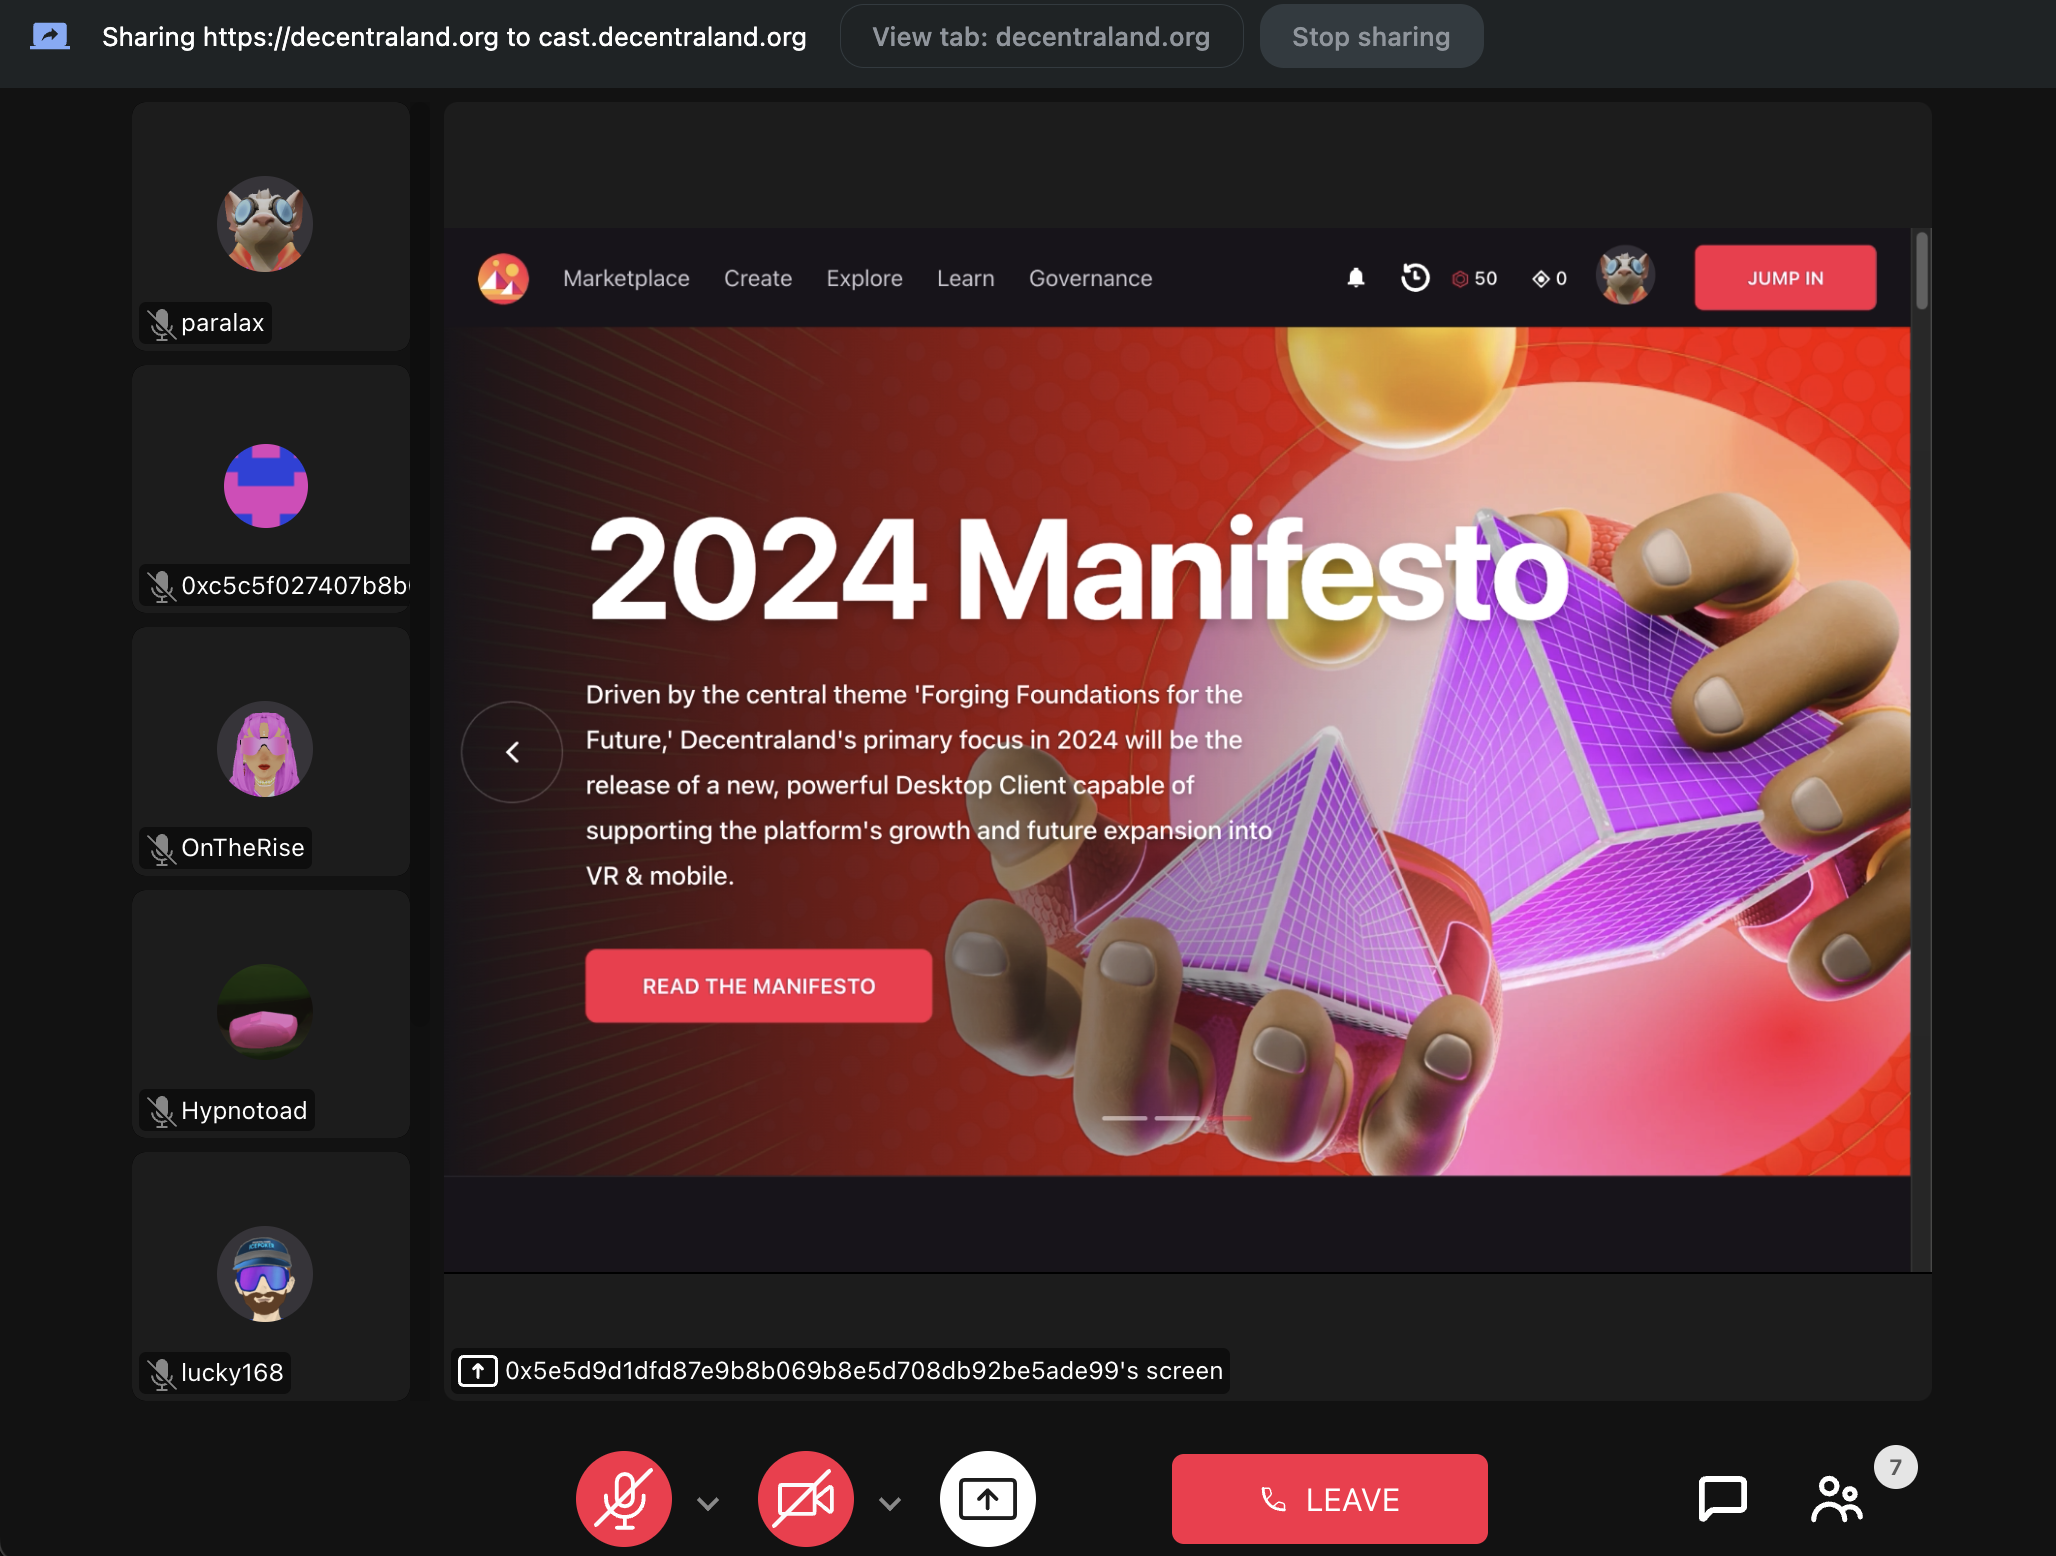 Sharing https://decentraland.org to cast.decentraland.org
View tab: decentraland.org
Stop sharing
paralax
0xc5c5f027407b8b
OnTheRise
Hypnotoad
lucky168
Marketplace Create Explore Learn Governance
50
0
JUMP IN
2024 Manifesto
Driven by the central theme 'Forging Foundations for the
Future,' Decentraland's primary focus in 2024 will be the
release of a new, powerful Desktop Client capable of
supporting the platform's growth and future expansion into
VR & mobile.
READ THE MANIFESTO
0x5e5d9d1dfd87e9b8b069b8e5d708db92be5ade99's screen
LEAVE
7